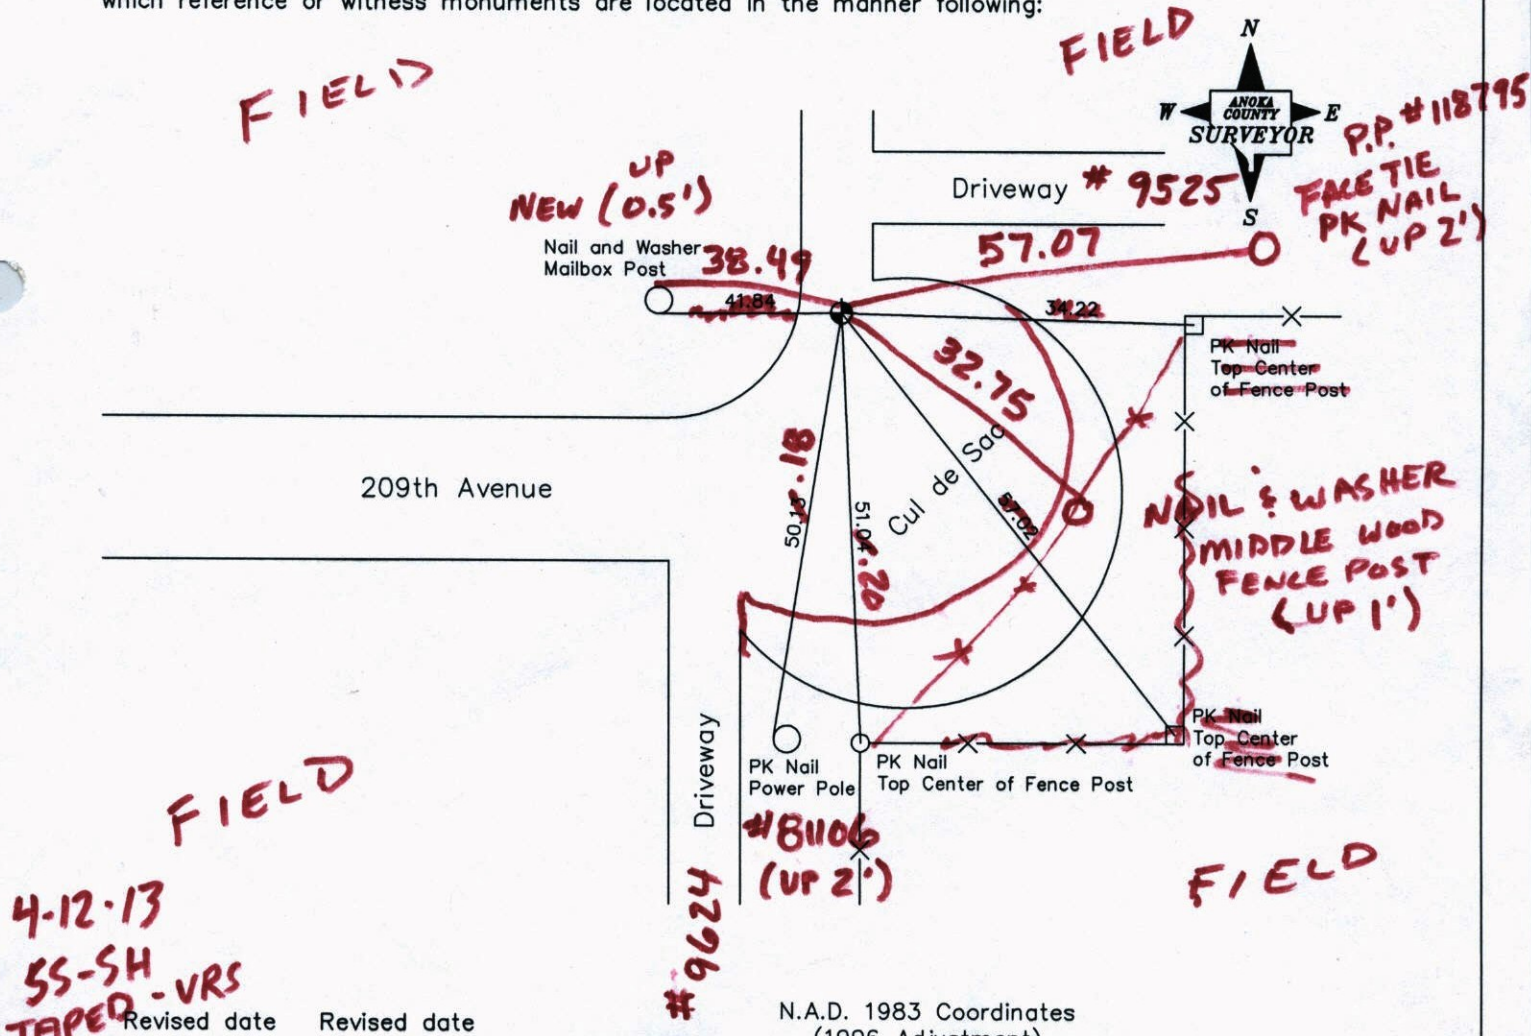 which reference or witness monuments are located in the manner following:
FIELD
FIELD
N
W
ANOKA
COUNTY
E
SURVEYOR
S
P.P. #118795
FACE TIE
PK NAIL
(UP 2')
UP
NEW (0.5')
Driveway # 9525
Nail and Washer
Mailbox Post
38.49
57.07
41.84
34.22
PK Nail
Top Center
of Fence Post
32.75
Cul de Sac
209th Avenue
50.1
.18
51.04
.20
57.02
NAIL & WASHER
MIDDLE WOOD
FENCE POST
(UP 1')
PK Nail
Top Center
of Fence Post
PK Nail
Power Pole
#81106
(UP 2')
PK Nail
Top Center of Fence Post
Driveway
#9624
FIELD
FIELD
4-12-13
SS-SH
TAPED-VRS
Revised date
Revised date
N.A.D. 1983 Coordinates
(1996 Adjustment)